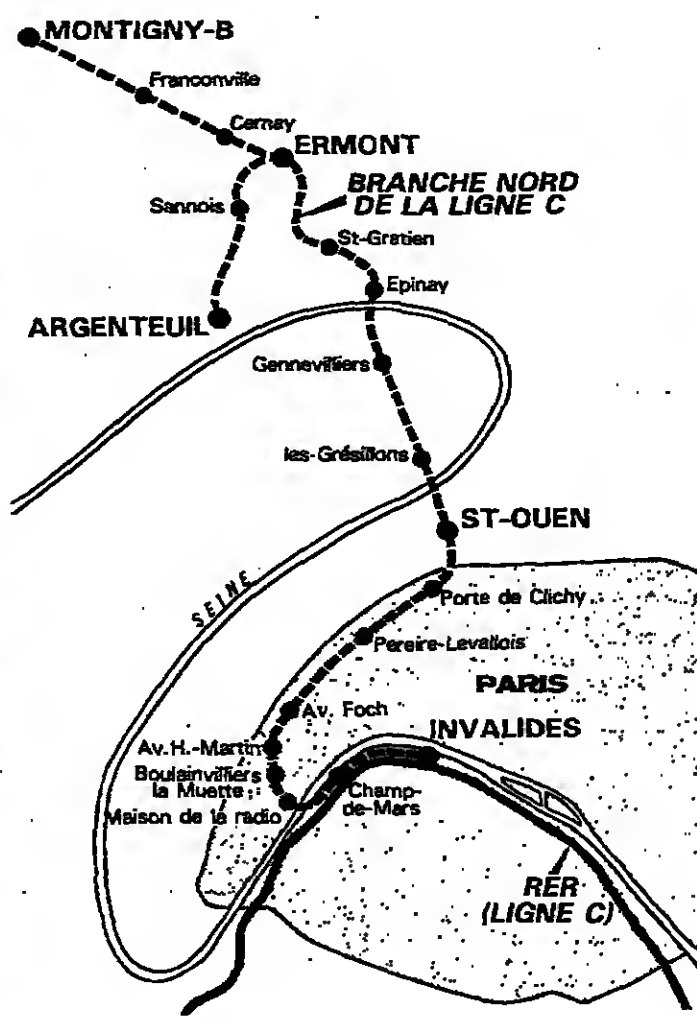 MONTIGNY-B
Franconville
Cernay
ERMONT
BRANCHE NORD
DE LA LIGNE C
Sannois
St-Gratien
Epinay
ARGENTEUIL
Gennevilliers
les-Grésillons
ST-OUEN
SEINE
Porte de Clichy
Pereire-Levallois
PARIS
Av. Foch
INVALIDES
Av. H.-Martin
Boulainvilliers
la Muette
Champ-
de-Mars
Maison de la radio
RER
(LIGNE C)